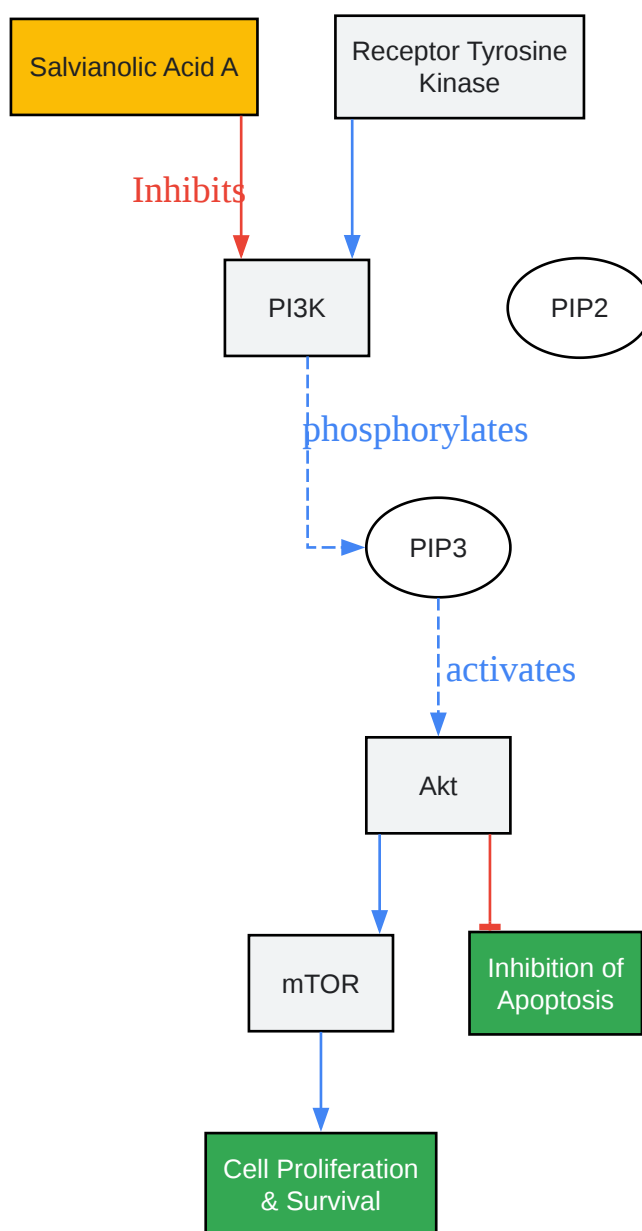 Salvianolic Acid A
Receptor Tyrosine
Kinase
Inhibits
PI3K
PIP2
phosphorylates
PIP3
activates
Akt
mTOR
Inhibition of
Apoptosis
Cell Proliferation
& Survival